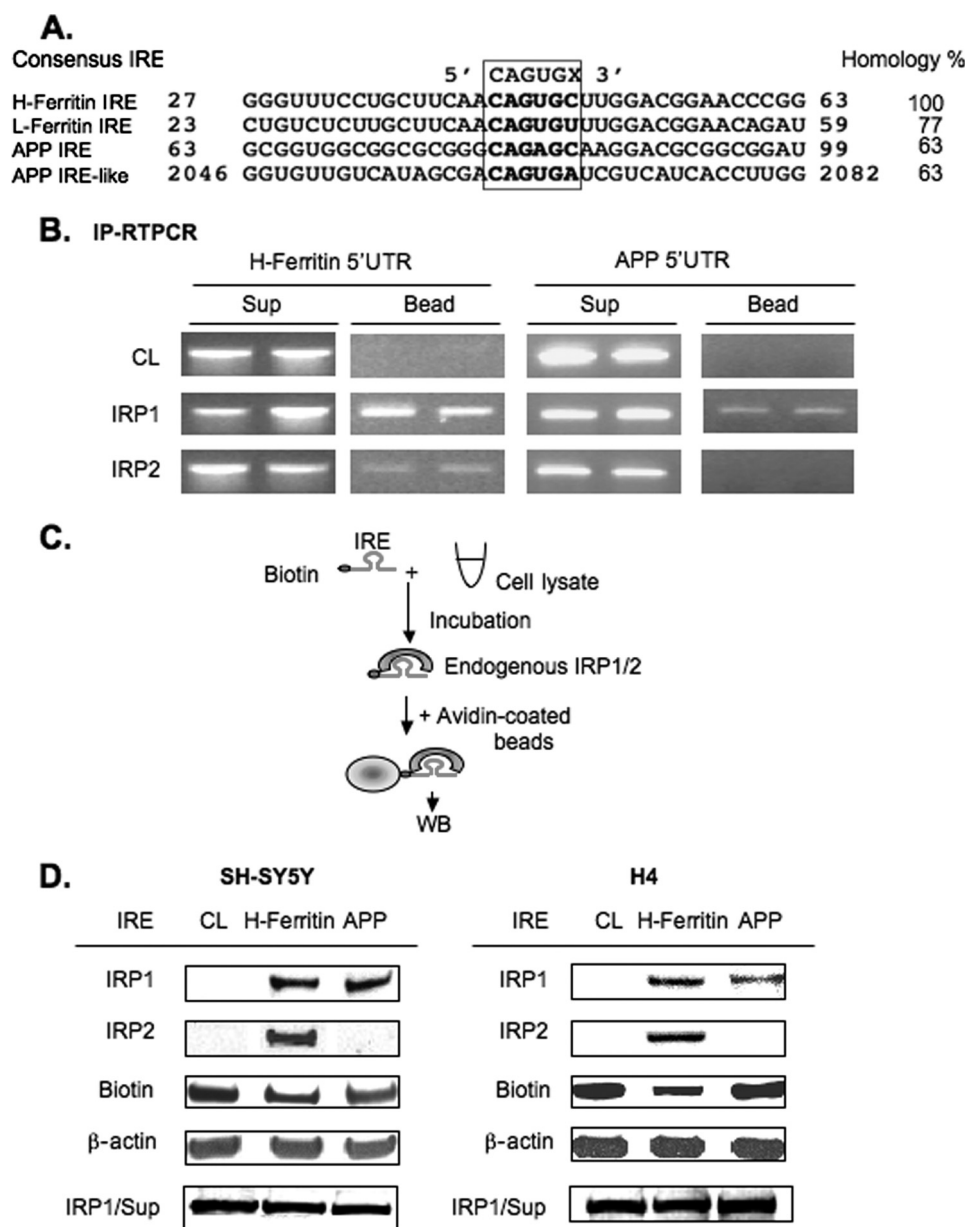 A.
Consensus IRE
Homology %
5′ CAGUGX 3′
H-Ferritin IRE 27 GGGUUUCCUGCUUCAACAGUGCUUGGACGGAACCCGG 63 100
L-Ferritin IRE 23 CUGUCUCUUGCUUCAACAGUGUUUGGACGGAACAGAU 59 77
APP IRE 63 GCGGUGGCGGCGCGGGCAGAGCAAGGACGCGGCGGAU 99 63
APP IRE-like 2046 GGUGUUGUCAUAGCGACAGUGAUCGUCAUCACCUUGG 2082 63
B. IP-RTPCR
H-Ferritin 5'UTR APP 5'UTR
Sup Bead Sup Bead
CL
IRP1
IRP2
C.
IRE
Biotin +
Cell lysate
Incubation
Endogenous IRP1/2
+ Avidin-coated
beads
WB
D.
SH-SY5Y H4
IRE CL H-Ferritin APP IRE CL H-Ferritin APP
IRP1 IRP1
IRP2 IRP2
Biotin Biotin
β-actin β-actin
IRP1/Sup IRP1/Sup